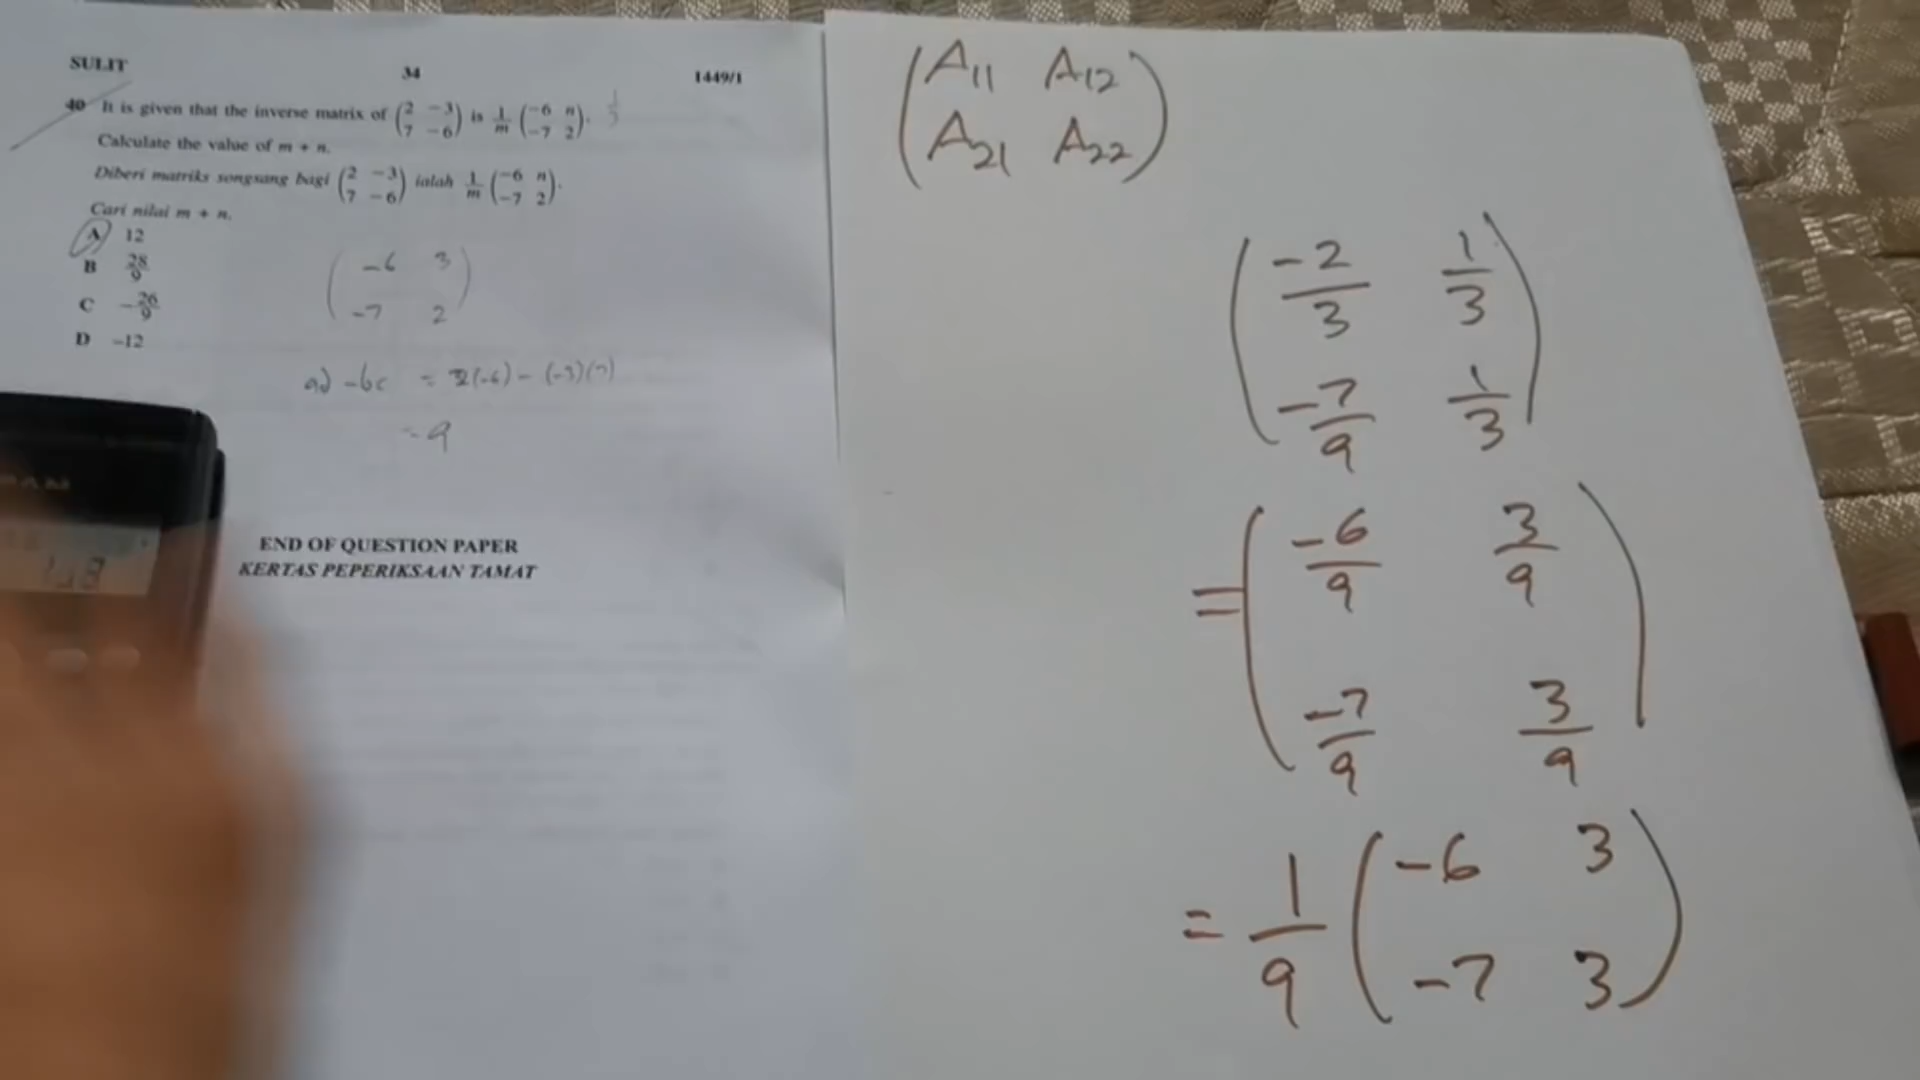 SULIT 34 1449/1
40 It is given that the inverse matrix of (2 -3 / 7 -6) is 1/m (-6 n / -7 2).
Calculate the value of m + n.
Diberi matriks songsang bagi (2 -3 / 7 -6) ialah 1/m (-6 n / -7 2).
Cari nilai m + n.
A 12
B 28/9
C -26/9
D -12
(-6 3 / -7 2)
ad -bc = 2(-6) - (-3)(7)
= 9
END OF QUESTION PAPER
KERTAS PEPERIKSAAN TAMAT
(A11 A12
A21 A22)
(-2/3 1/3
-7/9 1/3)
= (-6/9 3/9
-7/9 3/9)
= 1/9 (-6 3
-7 3)